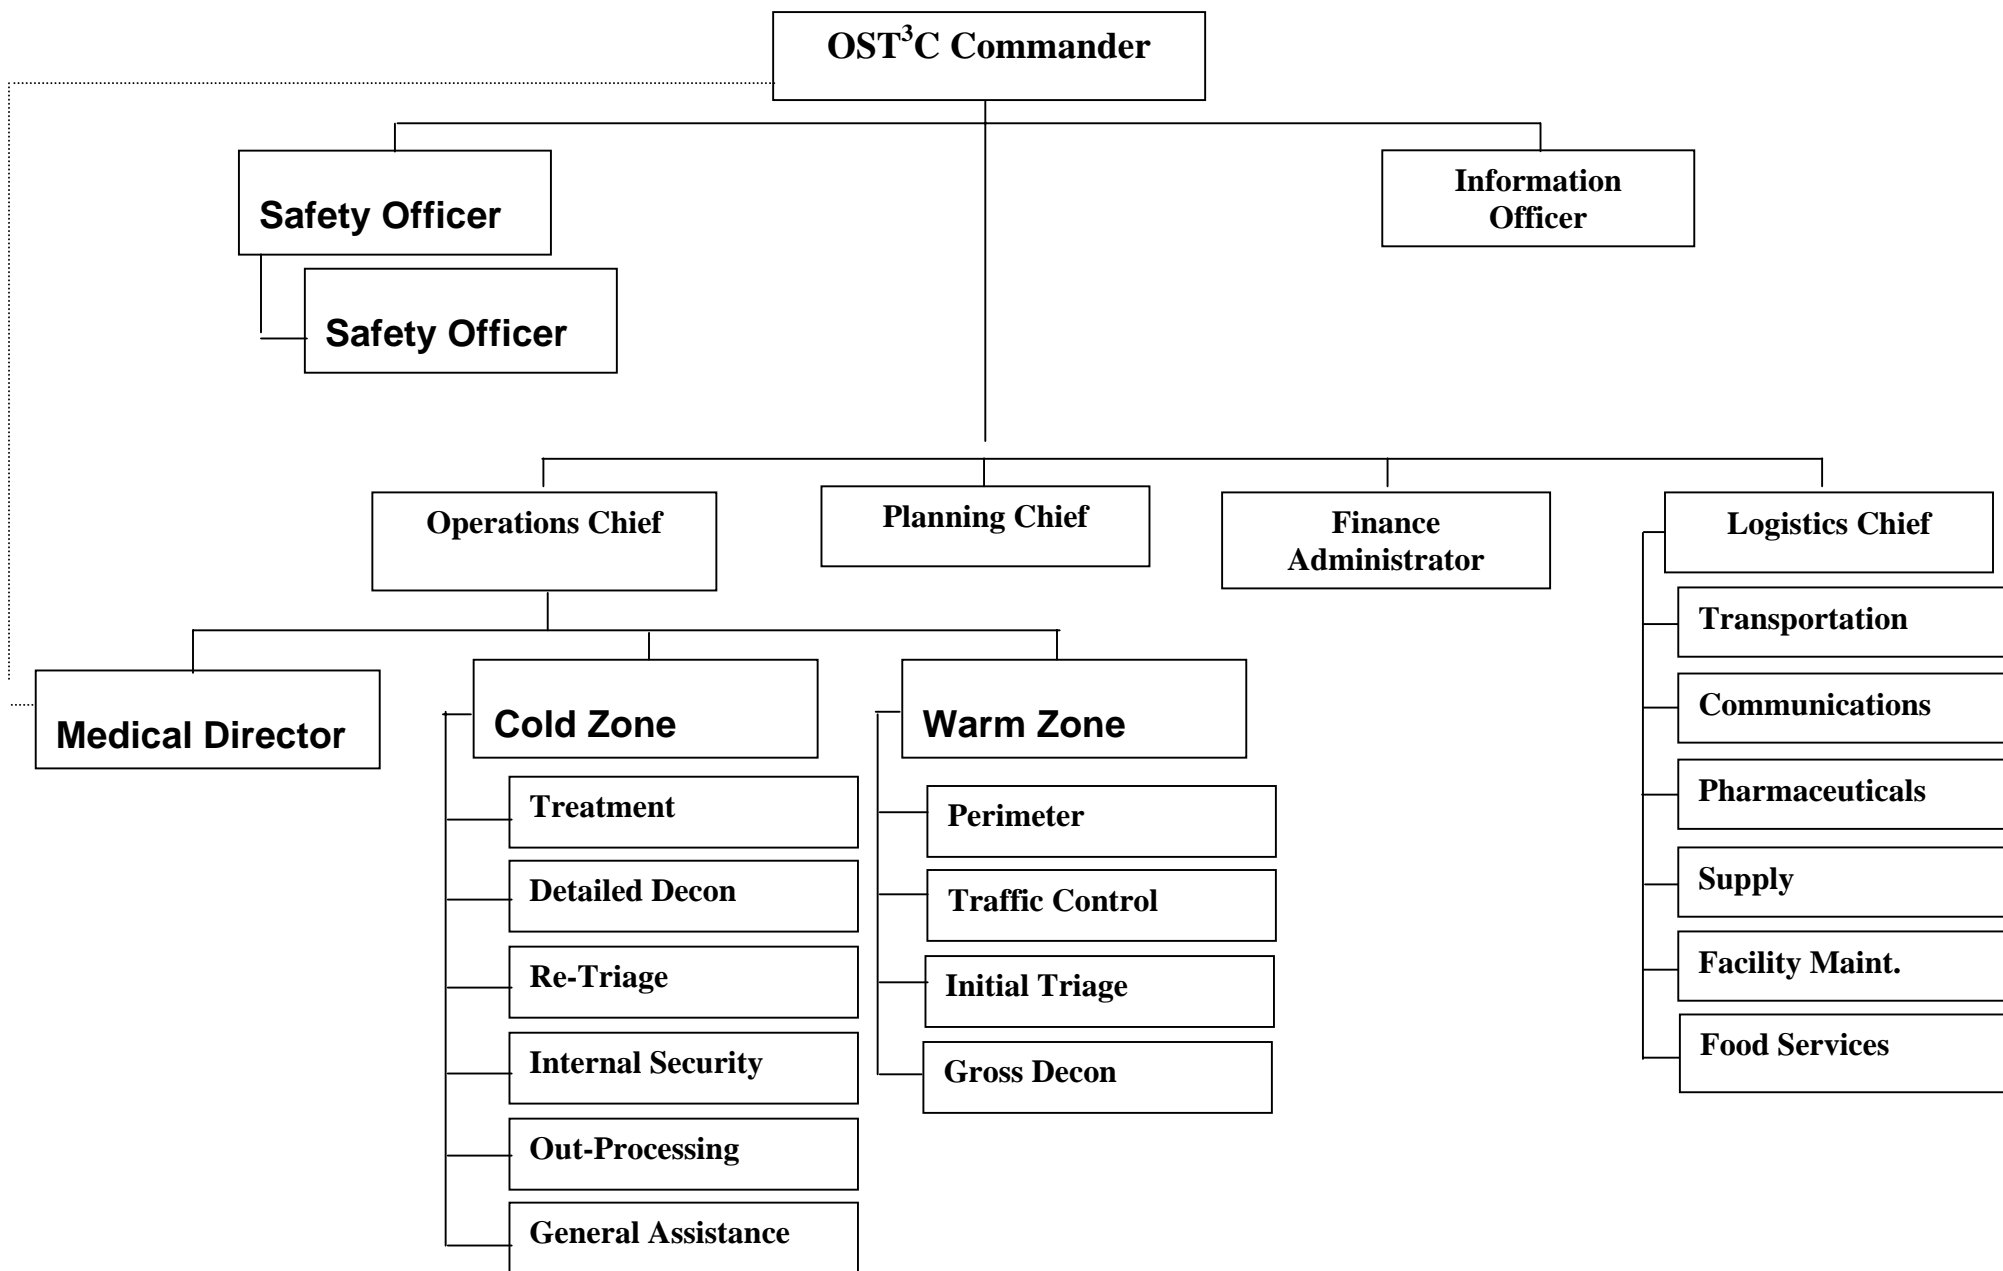 OST³C Commander
Safety Officer
Information
Officer
Safety Officer
Operations Chief
Planning Chief
Finance
Administrator
Logistics Chief
Transportation
Communications
Pharmaceuticals
Supply
Facility Maint.
Food Services
Medical Director
Cold Zone
Treatment
Detailed Decon
Re-Triage
Internal Security
Out-Processing
General Assistance
Warm Zone
Perimeter
Traffic Control
Initial Triage
Gross Decon